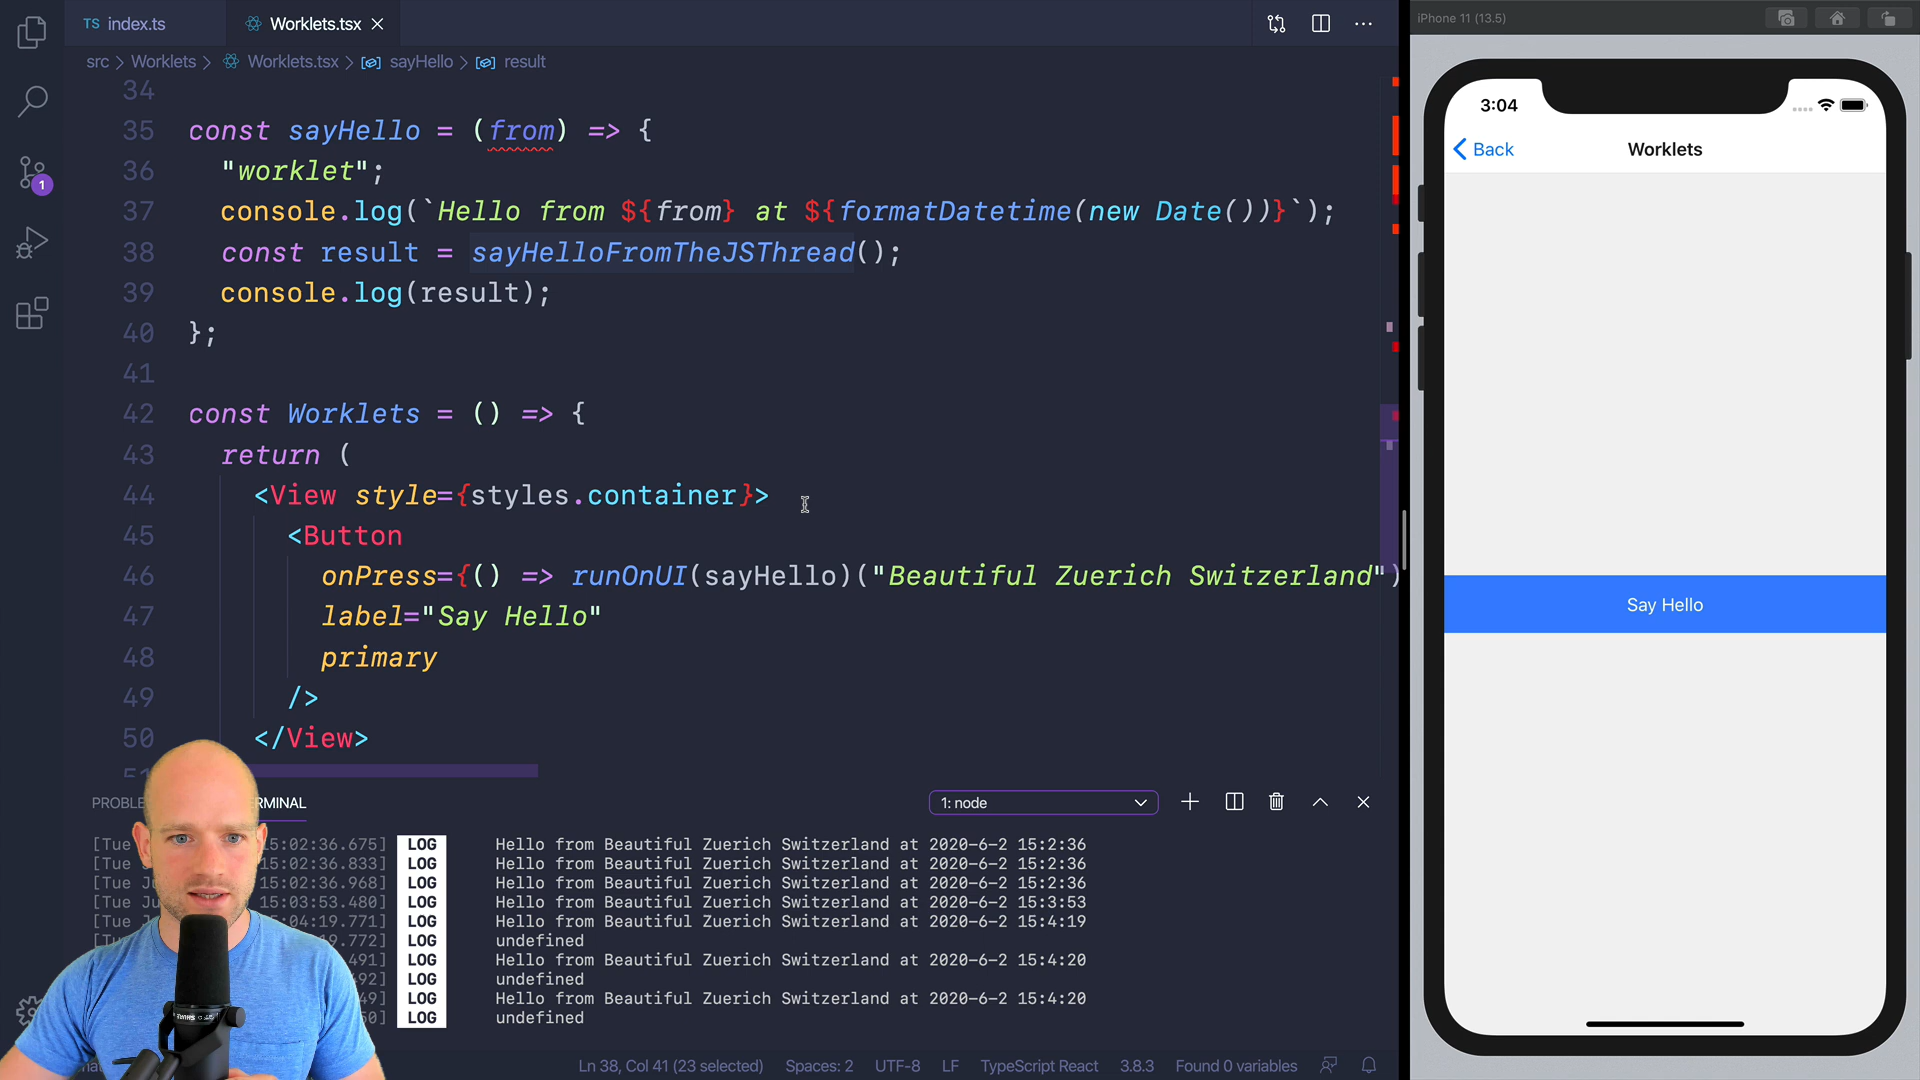 TS index.ts
Worklets.tsx
iPhone 11 (13.5)
src > Worklets > Worklets.tsx > sayHello > result
34
35 const sayHello = (from) => {
36 "worklet";
37 console.log(`Hello from ${from} at ${formatDatetime(new Date())}`);
38 const result = sayHelloFromTheJSThread();
39 console.log(result);
40 };
41
42 const Worklets = () => {
43 return (
44 <View style={styles.container}>
45 <Button
46 onPress={() => runOnUI(sayHello)("Beautiful Zuerich Switzerland")
47 label="Say Hello"
48 primary
49 />
50 </View>
1
3:04
Back
Worklets
Say Hello
1: node
15:02:36.675] LOG Hello from Beautiful Zuerich Switzerland at 2020-6-2 15:2:36
15:02:36.833] LOG Hello from Beautiful Zuerich Switzerland at 2020-6-2 15:2:36
15:02:36.968] LOG Hello from Beautiful Zuerich Switzerland at 2020-6-2 15:2:36
15:03:53.480] LOG Hello from Beautiful Zuerich Switzerland at 2020-6-2 15:3:53
LOG Hello from Beautiful Zuerich Switzerland at 2020-6-2 15:4:19
LOG undefined
LOG Hello from Beautiful Zuerich Switzerland at 2020-6-2 15:4:20
LOG undefined
LOG Hello from Beautiful Zuerich Switzerland at 2020-6-2 15:4:20
LOG undefined
Ln 38, Col 41 (23 selected) Spaces: 2 UTF-8 LF TypeScript React 3.8.3 Found 0 variables